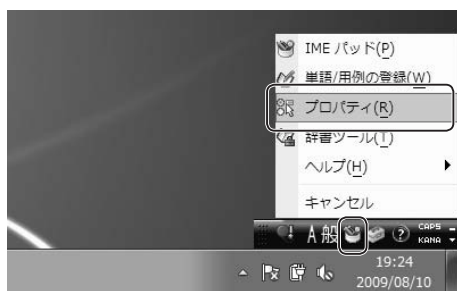 IME パッド(P)
単語/用例の登録(W)
プロパティ(R)
辞書ツール(T)
ヘルプ(H)
キャンセル
A 般 ? CAPS
KANA
19:24
2009/08/10